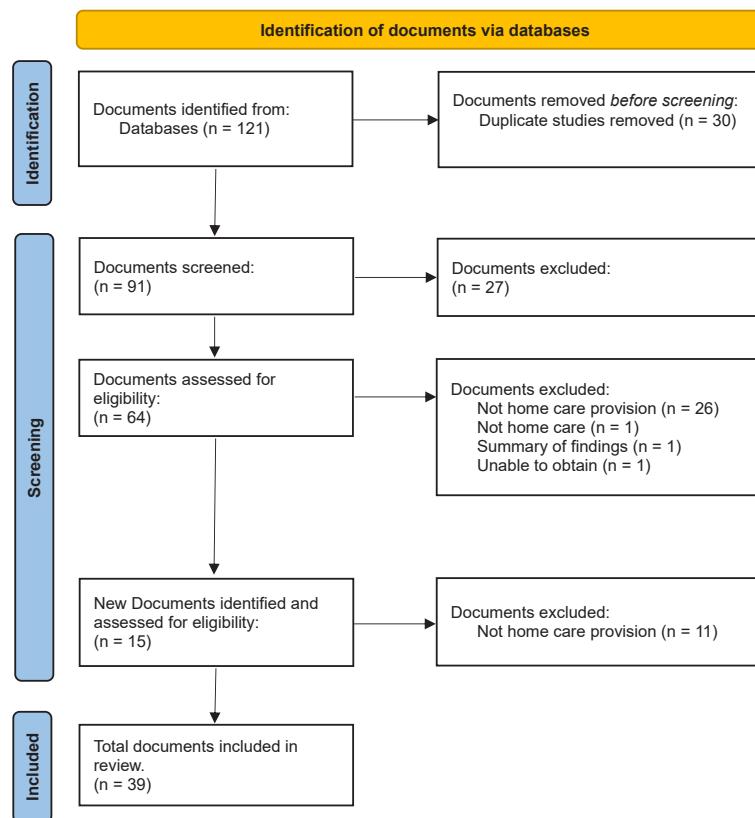 Identification of documents via databases
Identification
Documents identified from:
Databases (n = 121)
Documents removed before screening:
Duplicate studies removed (n = 30)
Screening
Documents screened:
(n = 91)
Documents excluded:
(n = 27)
Documents assessed for
eligibility:
(n = 64)
Documents excluded:
Not home care provision (n = 26)
Not home care (n = 1)
Summary of findings (n = 1)
Unable to obtain (n = 1)
New Documents identified and
assessed for eligibility:
(n = 15)
Documents excluded:
Not home care provision (n = 11)
Included
Total documents included in
review.
(n = 39)